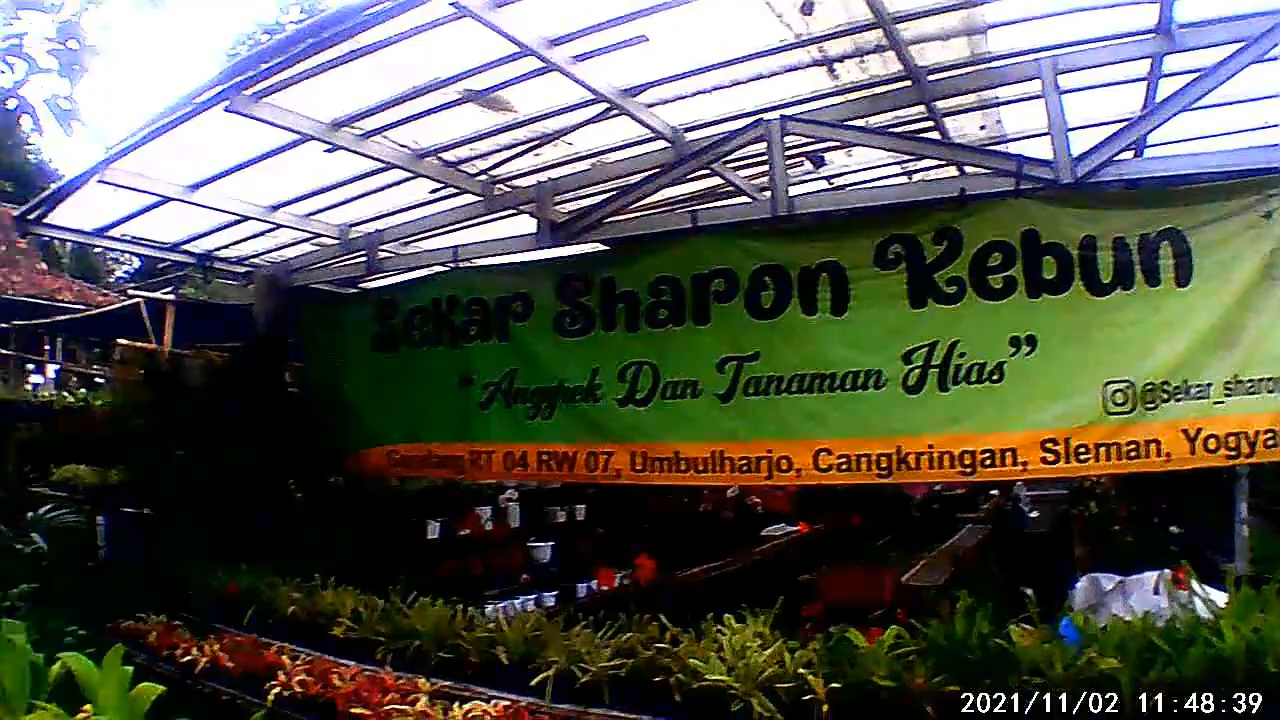 Sekar Sharon Kebun
"Anggrek Dan Tanaman Hias"
@Sekar_sharo
RT 04 RW 07, Umbulharjo, Cangkringan, Sleman, Yogya
2021/11/02 11:48:39